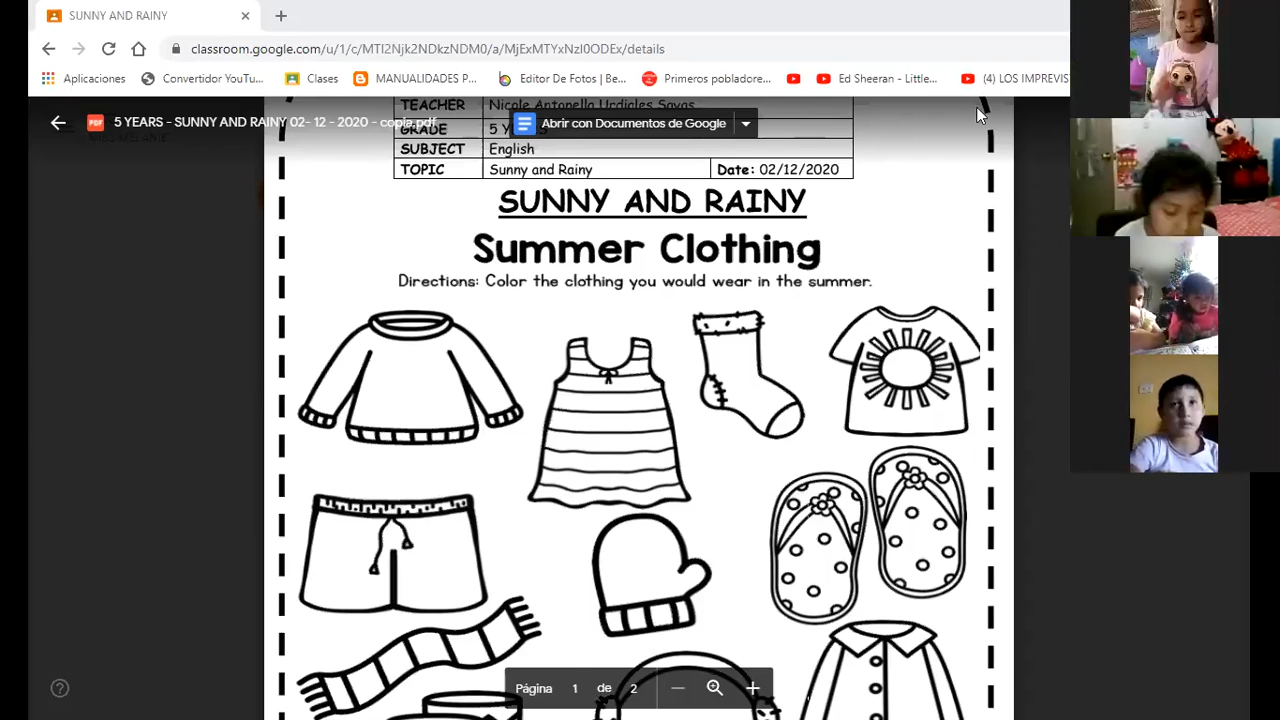 SUNNY AND RAINY
classroom.google.com/u/1/c/MTI2Njk2NDkzNDM0/a/MjExMTYxNzI0ODEx/details
Aplicaciones
Convertidor YouTu...
Clases
MANUALIDADES P...
Editor De Fotos | Be...
Primeros poblador...
Ed Sheeran - Little...
(4) LOS IMPREVIS
TEACHER Nicole Antonella Urdiales Sayas
5 YEARS - SUNNY AND RAINY 02- 12 - 2020 - copia.pdf
Abrir con Documentos de Google
GRADE 5 Y
MISS MELANIE
SUBJECT English
TOPIC Sunny and Rainy Date: 02/12/2020
SUNNY AND RAINY
Summer Clothing
Directions: Color the clothing you would wear in the summer.
Página 1 de 2